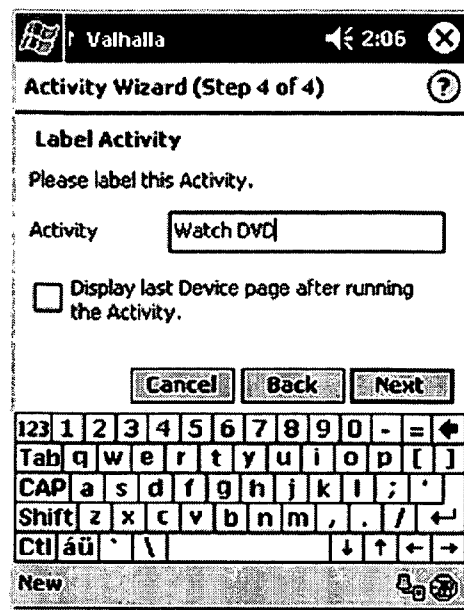 Valhalla 2:06
Activity Wizard (Step 4 of 4) ?
Label Activity
Please label this Activity.
Activity Watch DVD
Display last Device page after running
the Activity.
Cancel Back Next
123 1 2 3 4 5 6 7 8 9 0 - =
Tab q w e r t y u i o p [ ]
CAP a s d f g h j k l ; '
Shift z x c v b n m , . /
Ctl áü ` \
New